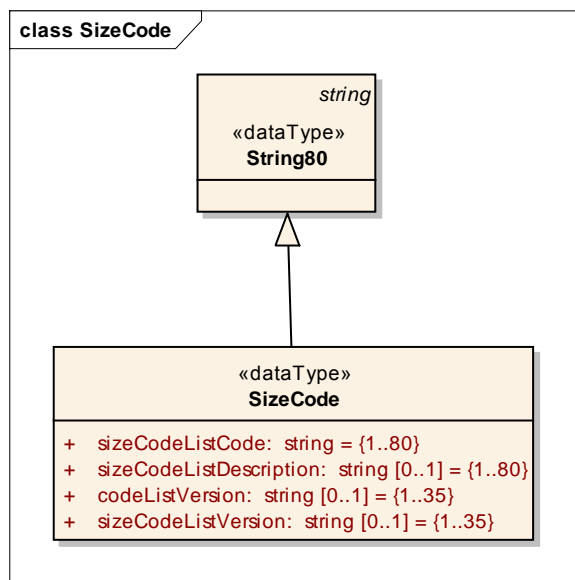 class SizeCode
string
«dataType»
String80
«dataType»
SizeCode
+ sizeCodeListCode: string = {1..80}
+ sizeCodeListDescription: string [0..1] = {1..80}
+ codeListVersion: string [0..1] = {1..35}
+ sizeCodeListVersion: string [0..1] = {1..35}